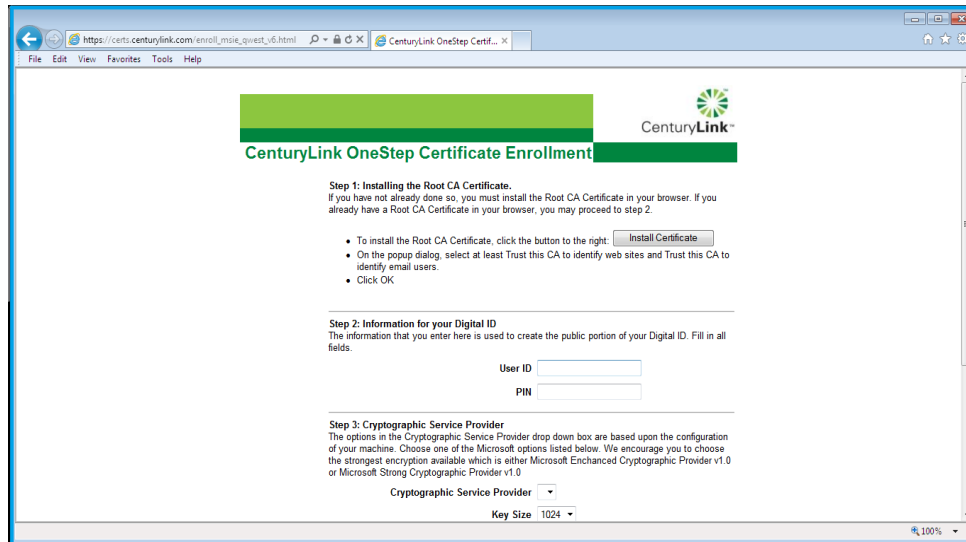 https://certs.centurylink.com/enroll_msie_qwest_v6.html
CenturyLink OneStep Certif...
File Edit View Favorites Tools Help
CenturyLink™
CenturyLink OneStep Certificate Enrollment
Step 1: Installing the Root CA Certificate.
If you have not already done so, you must install the Root CA Certificate in your browser. If you
already have a Root CA Certificate in your browser, you may proceed to step 2.
• To install the Root CA Certificate, click the button to the right: Install Certificate
• On the popup dialog, select at least Trust this CA to identify web sites and Trust this CA to
identify email users.
• Click OK
Step 2: Information for your Digital ID
The information that you enter here is used to create the public portion of your Digital ID. Fill in all
fields.
User ID
PIN
Step 3: Cryptographic Service Provider
The options in the Cryptographic Service Provider drop down box are based upon the configuration
of your machine. Choose one of the Microsoft options listed below. We encourage you to choose
the strongest encryption available which is either Microsoft Enchanced Cryptographic Provider v1.0
or Microsoft Strong Cryptographic Provider v1.0
Cryptographic Service Provider
Key Size 1024
100%